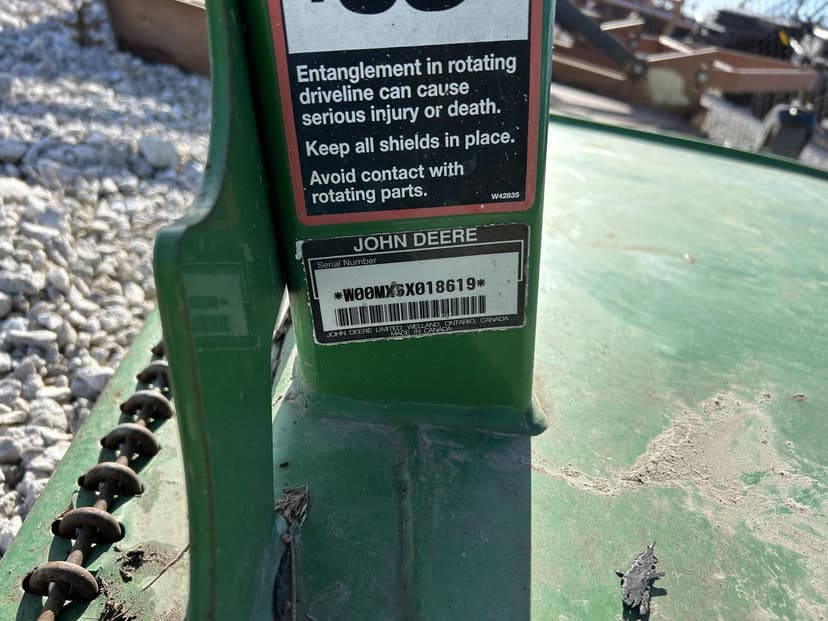 Entanglement in rotating
driveline can cause
serious injury or death.
Keep all shields in place.
Avoid contact with
rotating parts.
W42835
JOHN DEERE
Serial Number
*W00MX6X018619*
JOHN DEERE LIMITED, WELLAND, ONTARIO, CANADA
MADE IN CANADA